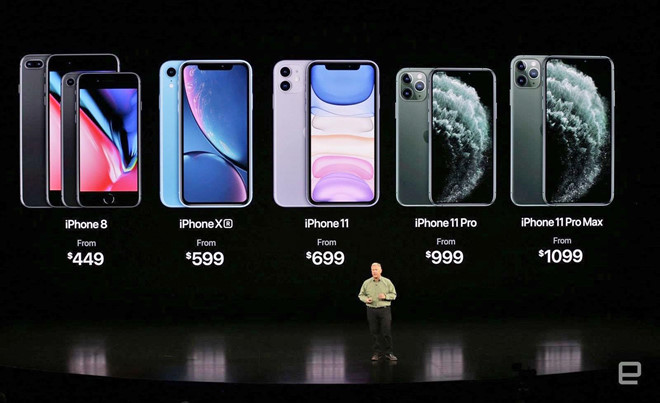 iPhone 8
From
$449
iPhone XR
From
$599
iPhone 11
From
$699
iPhone 11 Pro
From
$999
iPhone 11 Pro Max
From
$1099
e